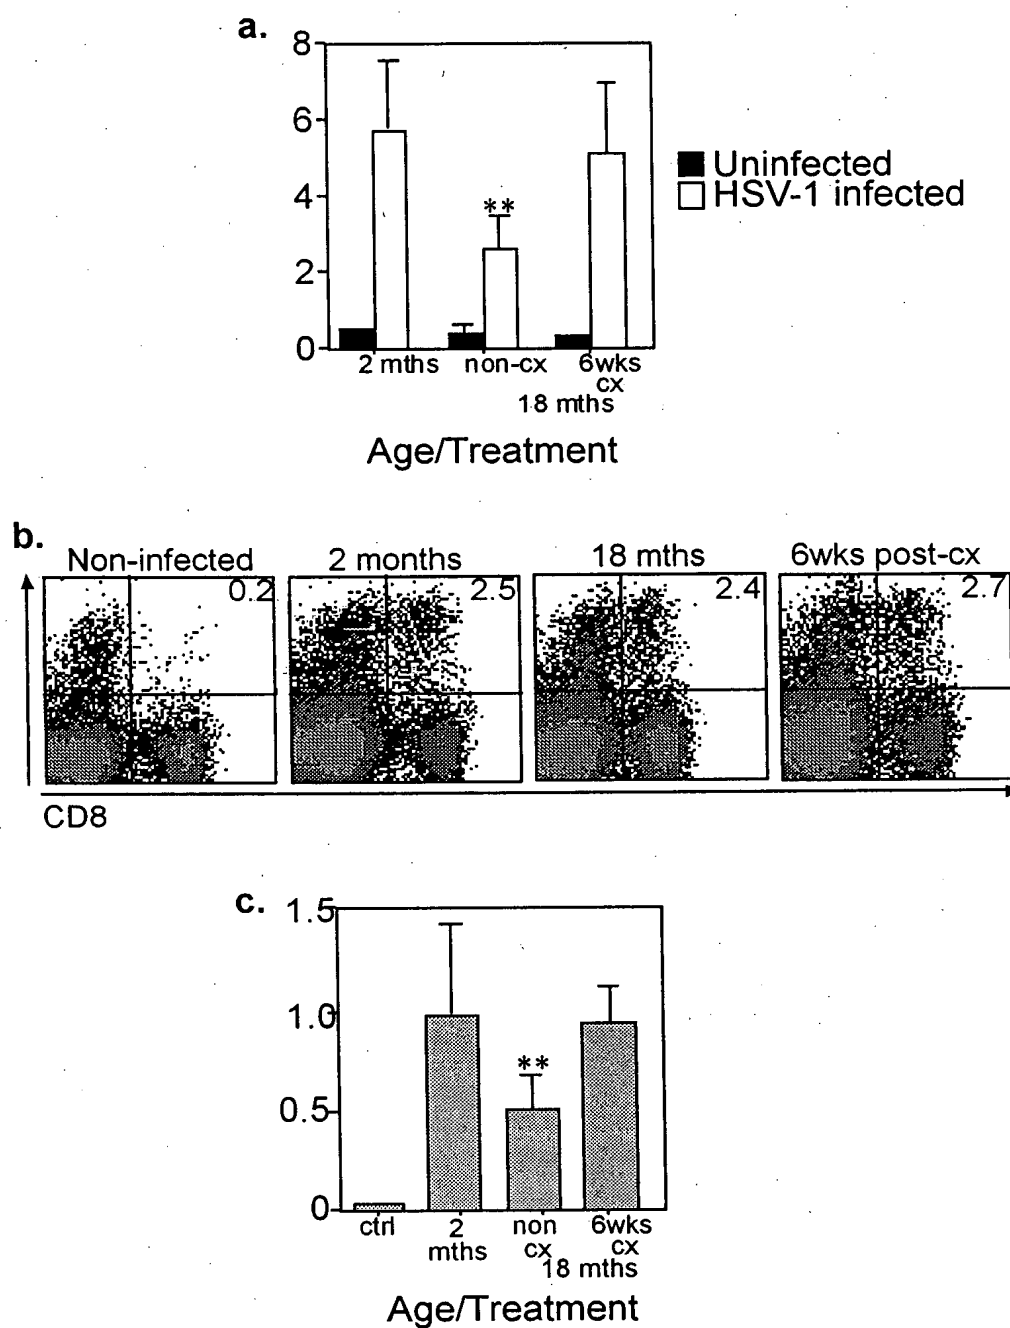 a.
8
6
4
2
0
**
Uninfected
HSV-1 infected
2 mths non-cx 6wks
cx
18 mths
Age/Treatment
b.
Non-infected 2 months 18 mths 6wks post-cx
0.2 2.5 2.4 2.7
CD8
c.
1.5
1.0
0.5
0
**
ctrl 2 non 6wks
mths cx cx
18 mths
Age/Treatment